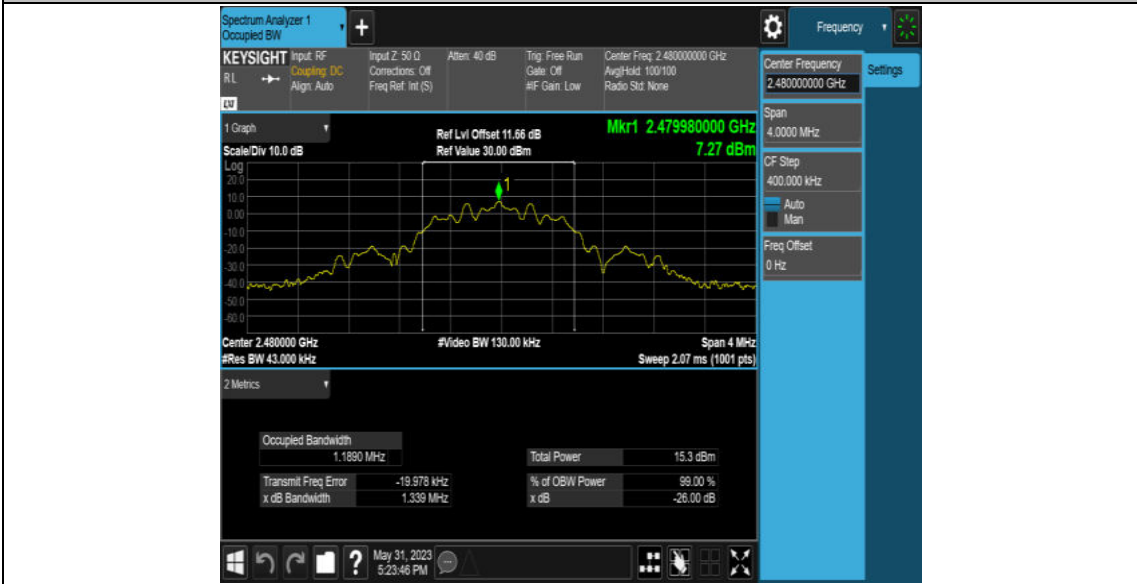 Spectrum Analyzer 1
Occupied BW
+
Frequency
KEYSIGHT
RL
LXI
Input: RF
Coupling: DC
Align: Auto
Input Z: 50 Ω
Corrections: Off
Freq Ref: Int (S)
Atten: 40 dB
Trig: Free Run
Gate: Off
#IF Gain: Low
Center Freq: 2.480000000 GHz
Avg|Hold: 100/100
Radio Std: None
Center Frequency
2.480000000 GHz
Settings
Span
4.0000 MHz
CF Step
400.000 kHz
Auto
Man
Freq Offset
0 Hz
1 Graph
Ref Lvl Offset 11.66 dB
Mkr1 2.479980000 GHz
Scale/Div 10.0 dB
Ref Value 30.00 dBm
7.27 dBm
Log
20.0
10.0
0.00
-10.0
-20.0
-30.0
-40.0
-50.0
-60.0
1
Center 2.480000 GHz
#Video BW 130.00 kHz
Span 4 MHz
#Res BW 43.000 kHz
Sweep 2.07 ms (1001 pts)
2 Metrics
Occupied Bandwidth
1.1890 MHz
Total Power 15.3 dBm
Transmit Freq Error -19.978 kHz
% of OBW Power 99.00 %
x dB Bandwidth 1.339 MHz
x dB -26.00 dB
?
May 31, 2023
5:23:46 PM